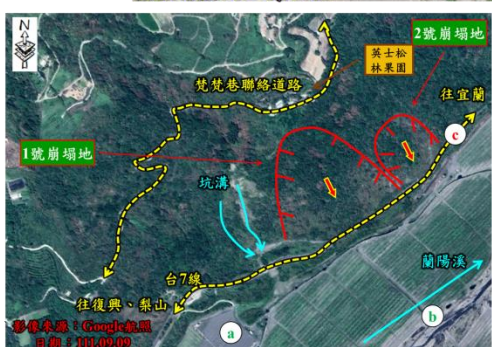 N
2號崩塌地
英士松
林果園
梵梵巷聯絡道路
往宜蘭
c
1號崩塌地
坑溝
蘭陽溪
台7線
往復興、梨山
b
a
影像來源：Google航照
日期：111.09.09